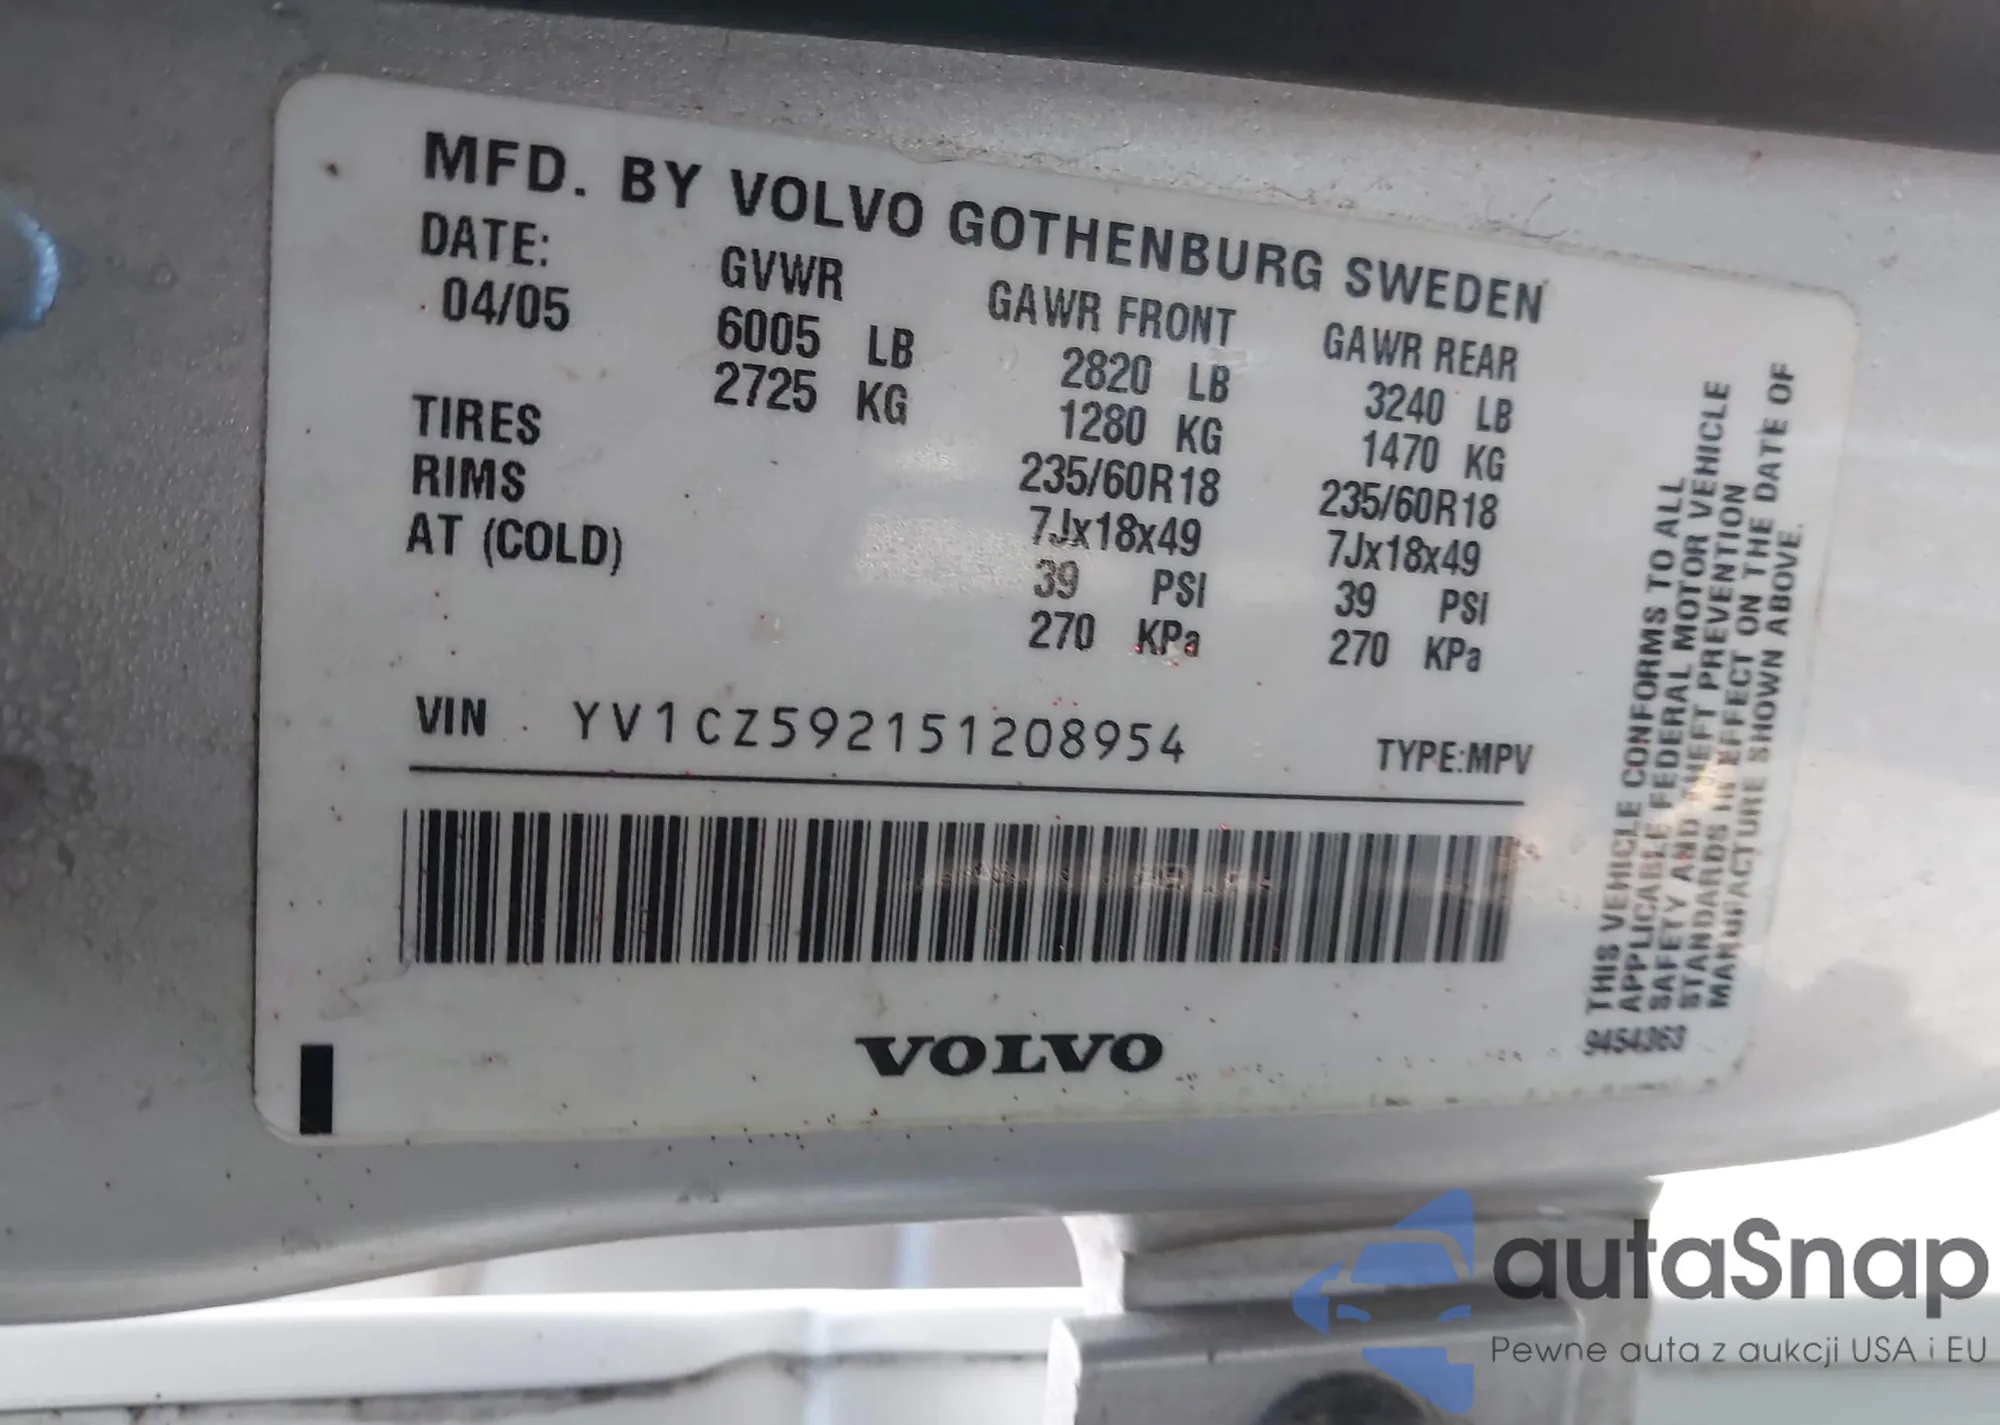 MFD. BY VOLVO GOTHENBURG SWEDEN
DATE: GVWR GAWR FRONT GAWR REAR
04/05 6005 LB 2820 LB 3240 LB
2725 KG 1280 KG 1470 KG
TIRES 235/60R18 235/60R18
RIMS 7Jx18x49 7Jx18x49
AT (COLD) 39 PSI 39 PSI
270 KPa 270 KPa
VIN YV1CZ592151208954 TYPE:MPV
VOLVO
THIS VEHICLE CONFORMS TO ALL
APPLICABLE FEDERAL MOTOR VEHICLE
SAFETY AND THEFT PREVENTION
STANDARDS IN EFFECT ON THE DATE OF
MANUFACTURE SHOWN ABOVE.
9454363
autaSnap
Pewne auta z aukcji USA i EU